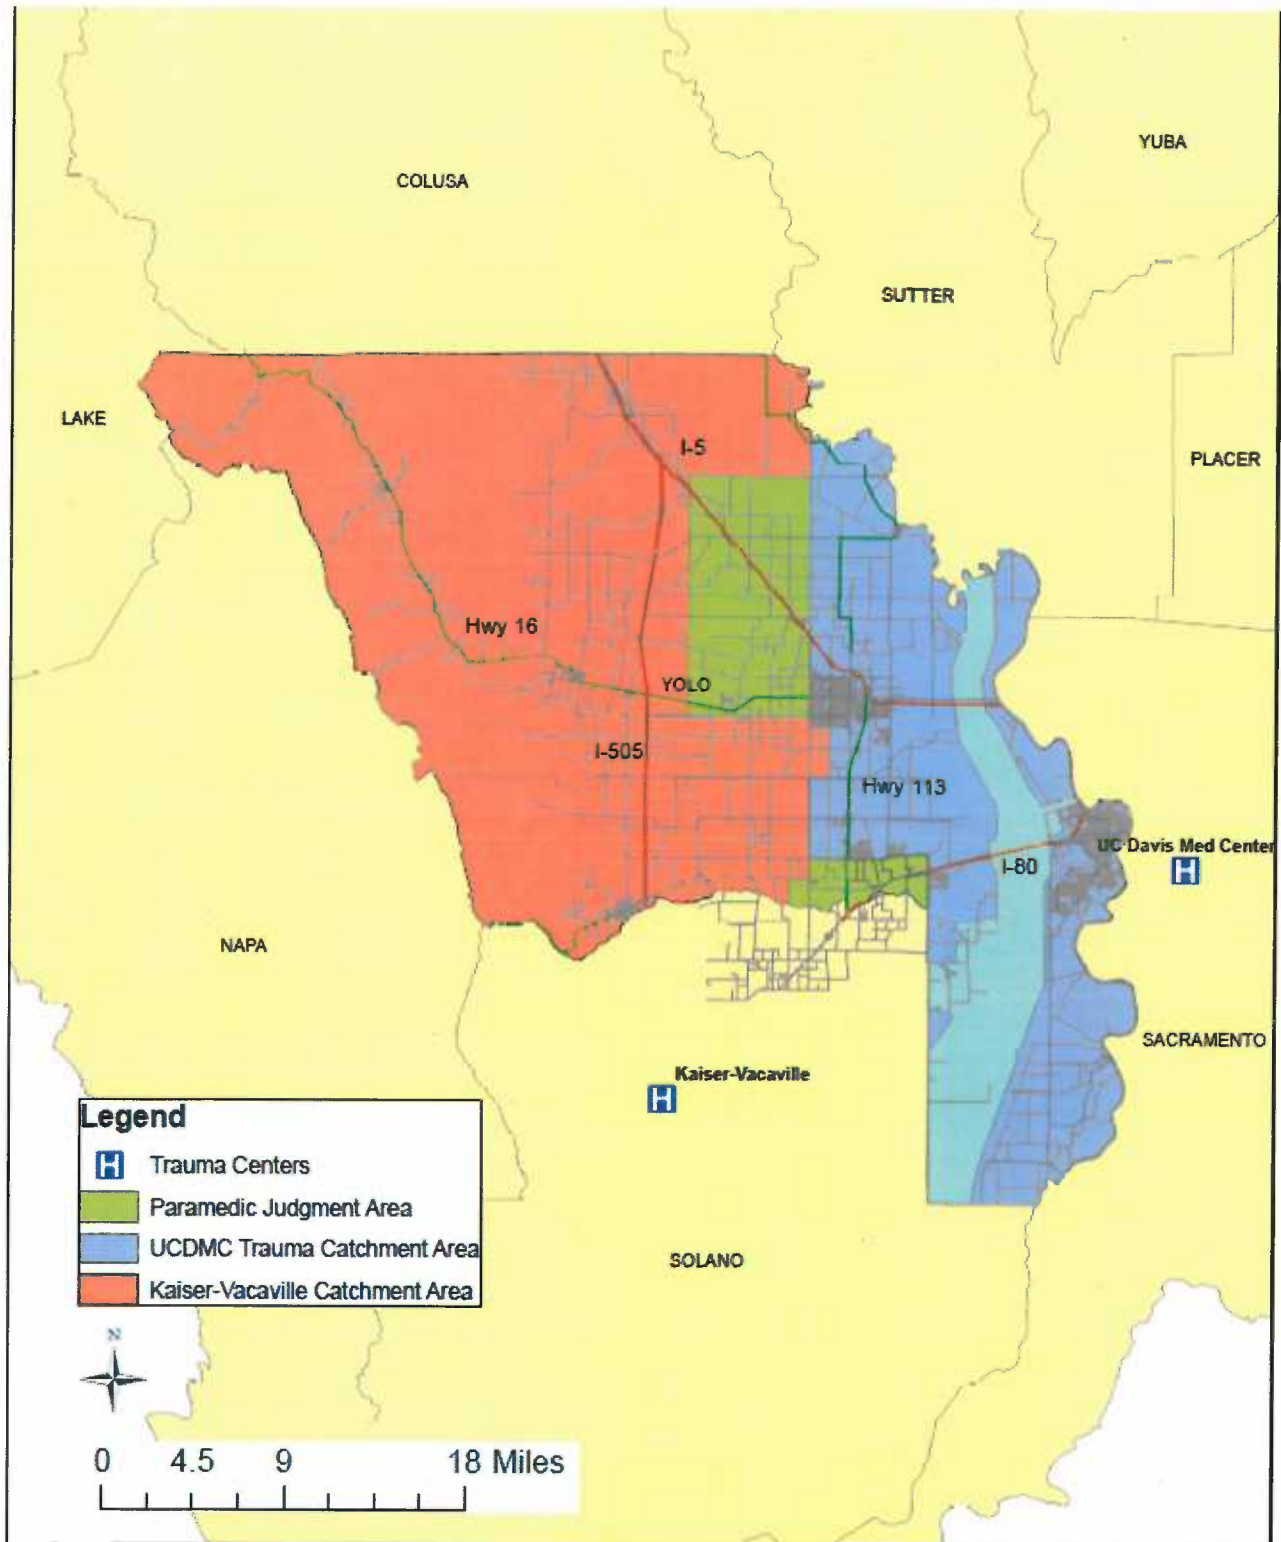 YUBA
COLUSA
SUTTER
LAKE
I-5
PLACER
Hwy 16
YOLO
I-505
Hwy 113
UC Davis Med Center
H
I-80
NAPA
SACRAMENTO
Kaiser-Vacaville
H
Legend
H Trauma Centers
Paramedic Judgment Area
UCDMC Trauma Catchment Area
SOLANO
Kaiser-Vacaville Catchment Area
N
0 4.5 9 18 Miles